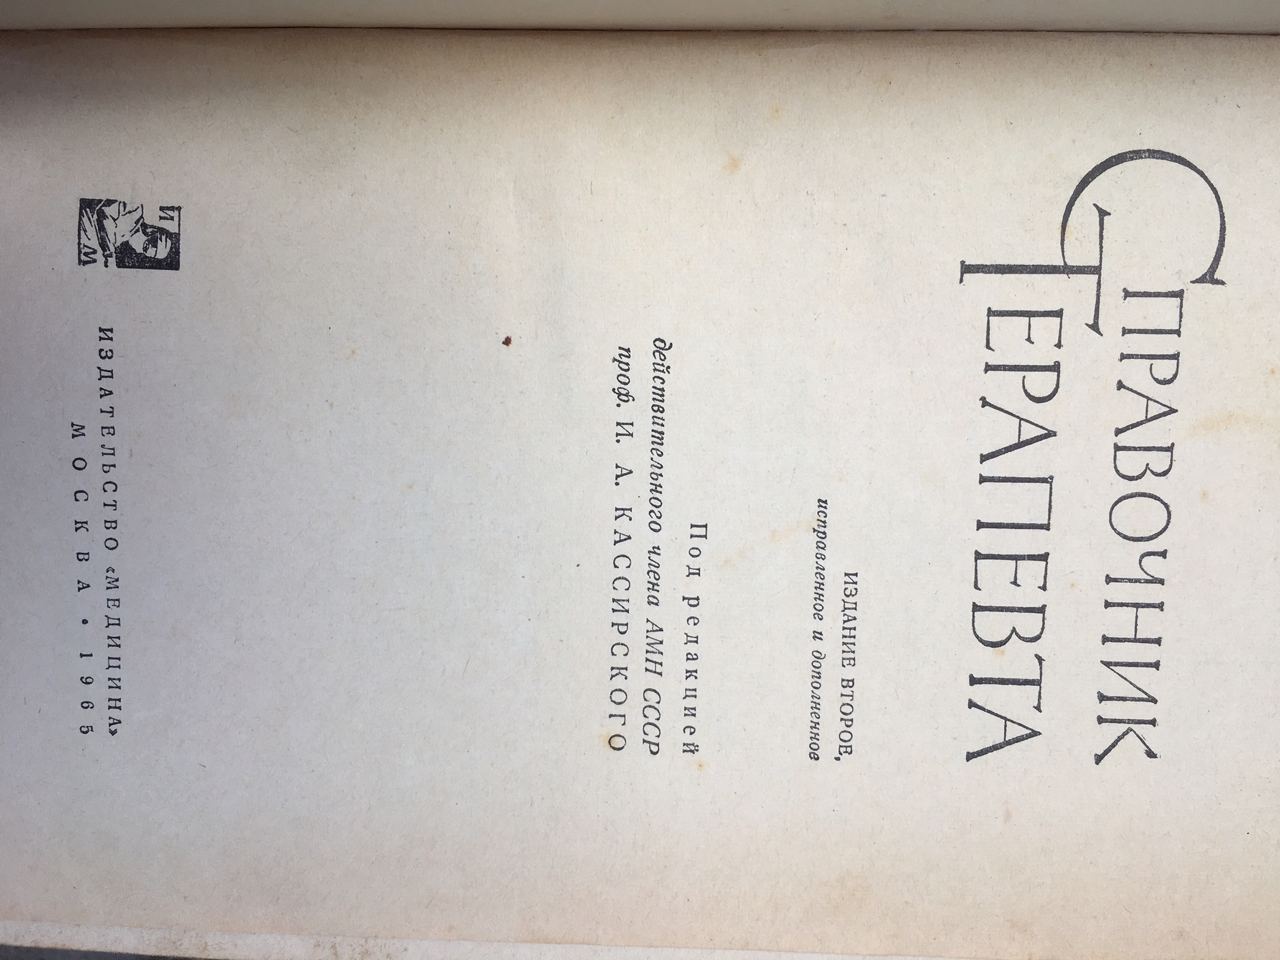 СПРАВОЧНИК
ТЕРАПЕВТА
ИЗДАНИЕ ВТОРОЕ,
исправленное и дополненное
Под редакцией
действительного члена АМН СССР
проф. И. А. КАССИРСКОГО
И
М
ИЗДАТЕЛЬСТВО «МЕДИЦИНА»
МОСКВА • 1965